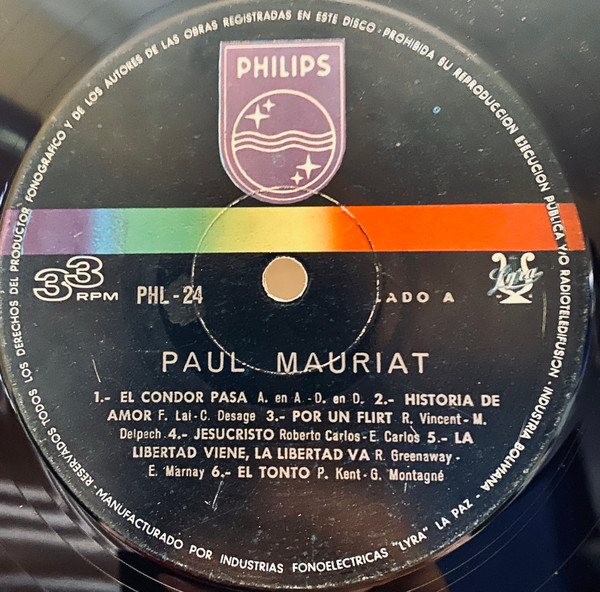 RESERVADOS TODOS LOS DERECHOS DEL PRODUCTOR FONOGRAFICO Y DE LOS AUTORES DE LAS OBRAS REGISTRADAS EN ESTE DISCO · PROHIBIDA SU REPRODUCCION EJECUCION PUBLICA Y/O RADIOTELEDIFUSION · INDUSTRIA BOLIVIANA
PHILIPS
33 RPM PHL-24 LADO A Lyra
PAUL MAURIAT
1.- EL CONDOR PASA A. en A.-D. en D. 2.- HISTORIA DE
AMOR F. Lai-C. Desage 3.- POR UN FLIRT R. Vincent-M.
Delpech 4.- JESUCRISTO Roberto Carlos-E. Carlos 5.- LA
LIBERTAD VIENE, LA LIBERTAD VA R. Greenaway-
E. Marnay 6.- EL TONTO P. Kent-G. Montagné
MANUFACTURADO POR INDUSTRIAS FONOELECTRICAS "LYRA" LA PAZ -